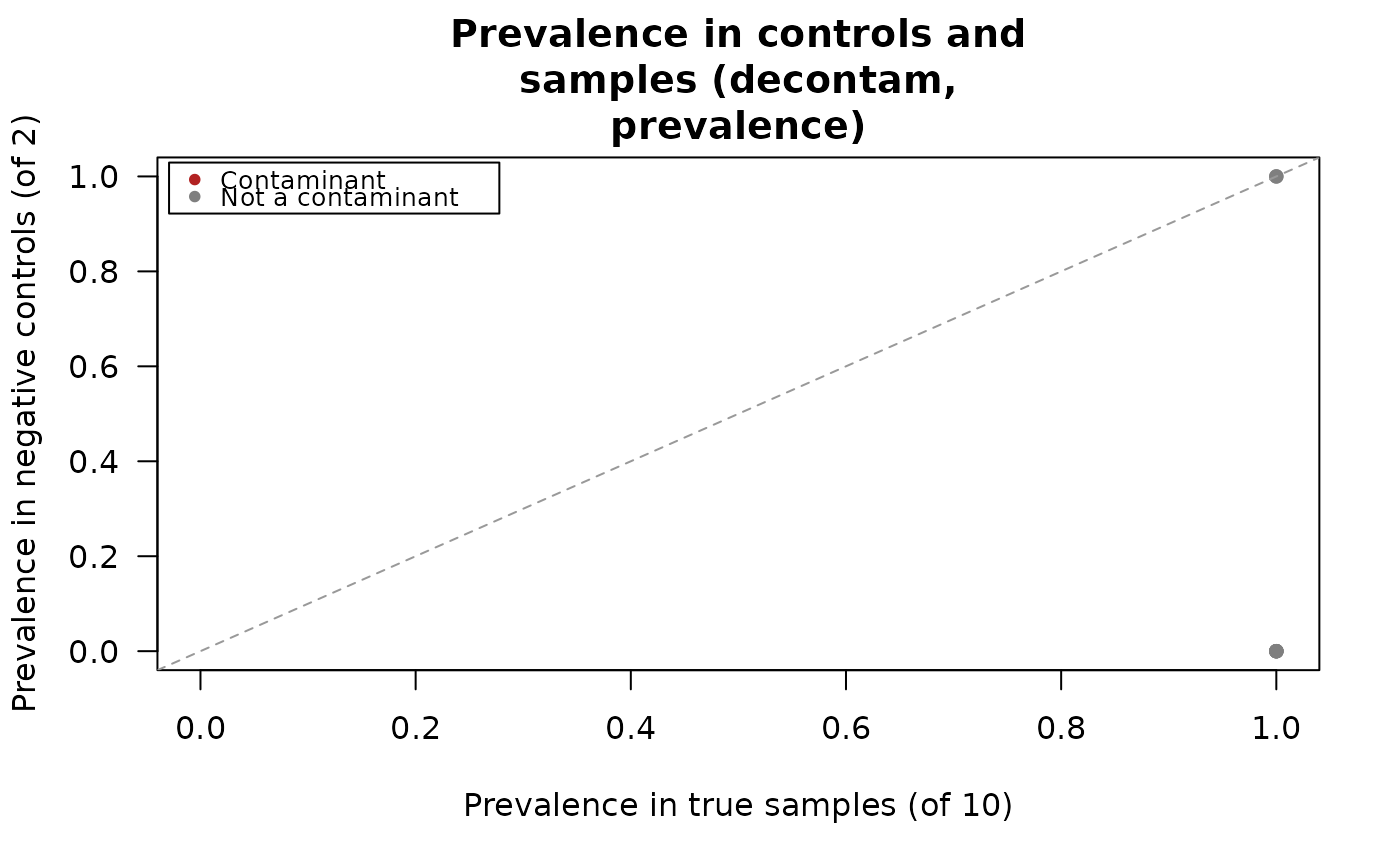 Prevalence in controls and
samples (decontam,
prevalence)
Prevalence in negative controls (of 2)
1.0
0.8
0.6
0.4
0.2
0.0
Contaminant
Not a contaminant
0.0 0.2 0.4 0.6 0.8 1.0
Prevalence in true samples (of 10)